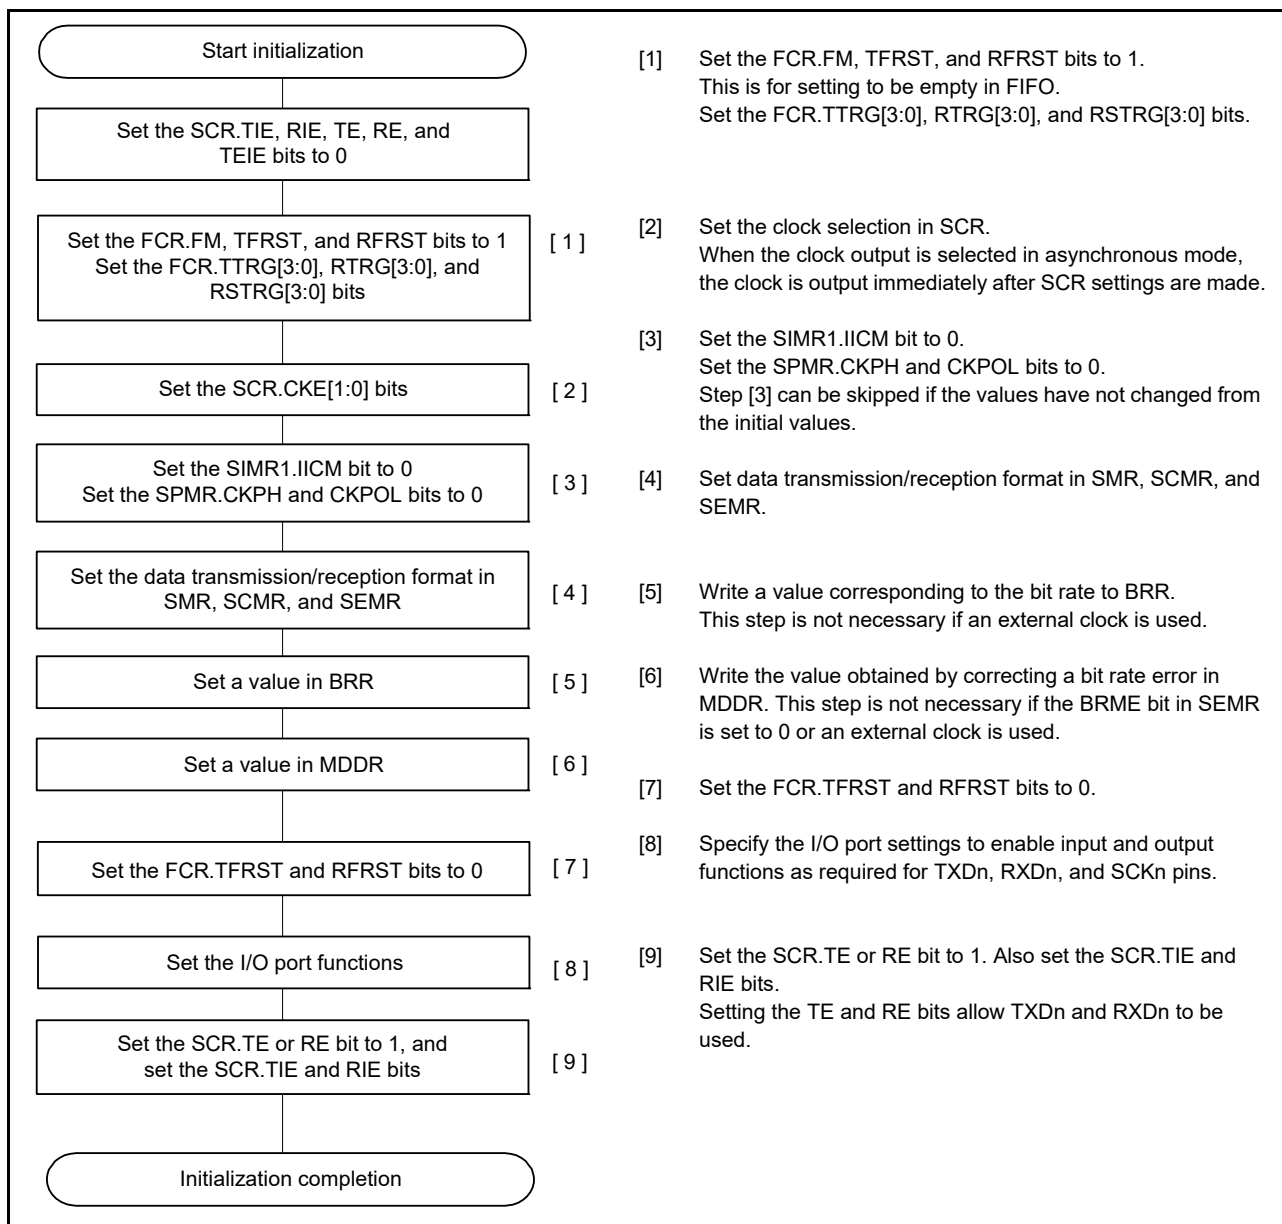 Start initialization
Set the SCR.TIE, RIE, TE, RE, and
TEIE bits to 0
Set the FCR.FM, TFRST, and RFRST bits to 1
Set the FCR.TTRG[3:0], RTRG[3:0], and
RSTRG[3:0] bits
[ 1 ]
Set the SCR.CKE[1:0] bits
[ 2 ]
Set the SIMR1.IICM bit to 0
Set the SPMR.CKPH and CKPOL bits to 0
[ 3 ]
Set the data transmission/reception format in
SMR, SCMR, and SEMR
[ 4 ]
Set a value in BRR
[ 5 ]
Set a value in MDDR
[ 6 ]
Set the FCR.TFRST and RFRST bits to 0
[ 7 ]
Set the I/O port functions
[ 8 ]
Set the SCR.TE or RE bit to 1, and
set the SCR.TIE and RIE bits
[ 9 ]
Initialization completion
[1] Set the FCR.FM, TFRST, and RFRST bits to 1.
This is for setting to be empty in FIFO.
Set the FCR.TTRG[3:0], RTRG[3:0], and RSTRG[3:0] bits.
[2] Set the clock selection in SCR.
When the clock output is selected in asynchronous mode,
the clock is output immediately after SCR settings are made.
[3] Set the SIMR1.IICM bit to 0.
Set the SPMR.CKPH and CKPOL bits to 0.
Step [3] can be skipped if the values have not changed from
the initial values.
[4] Set data transmission/reception format in SMR, SCMR, and
SEMR.
[5] Write a value corresponding to the bit rate to BRR.
This step is not necessary if an external clock is used.
[6] Write the value obtained by correcting a bit rate error in
MDDR. This step is not necessary if the BRME bit in SEMR
is set to 0 or an external clock is used.
[7] Set the FCR.TFRST and RFRST bits to 0.
[8] Specify the I/O port settings to enable input and output
functions as required for TXDn, RXDn, and SCKn pins.
[9] Set the SCR.TE or RE bit to 1. Also set the SCR.TIE and
RIE bits.
Setting the TE and RE bits allow TXDn and RXDn to be
used.